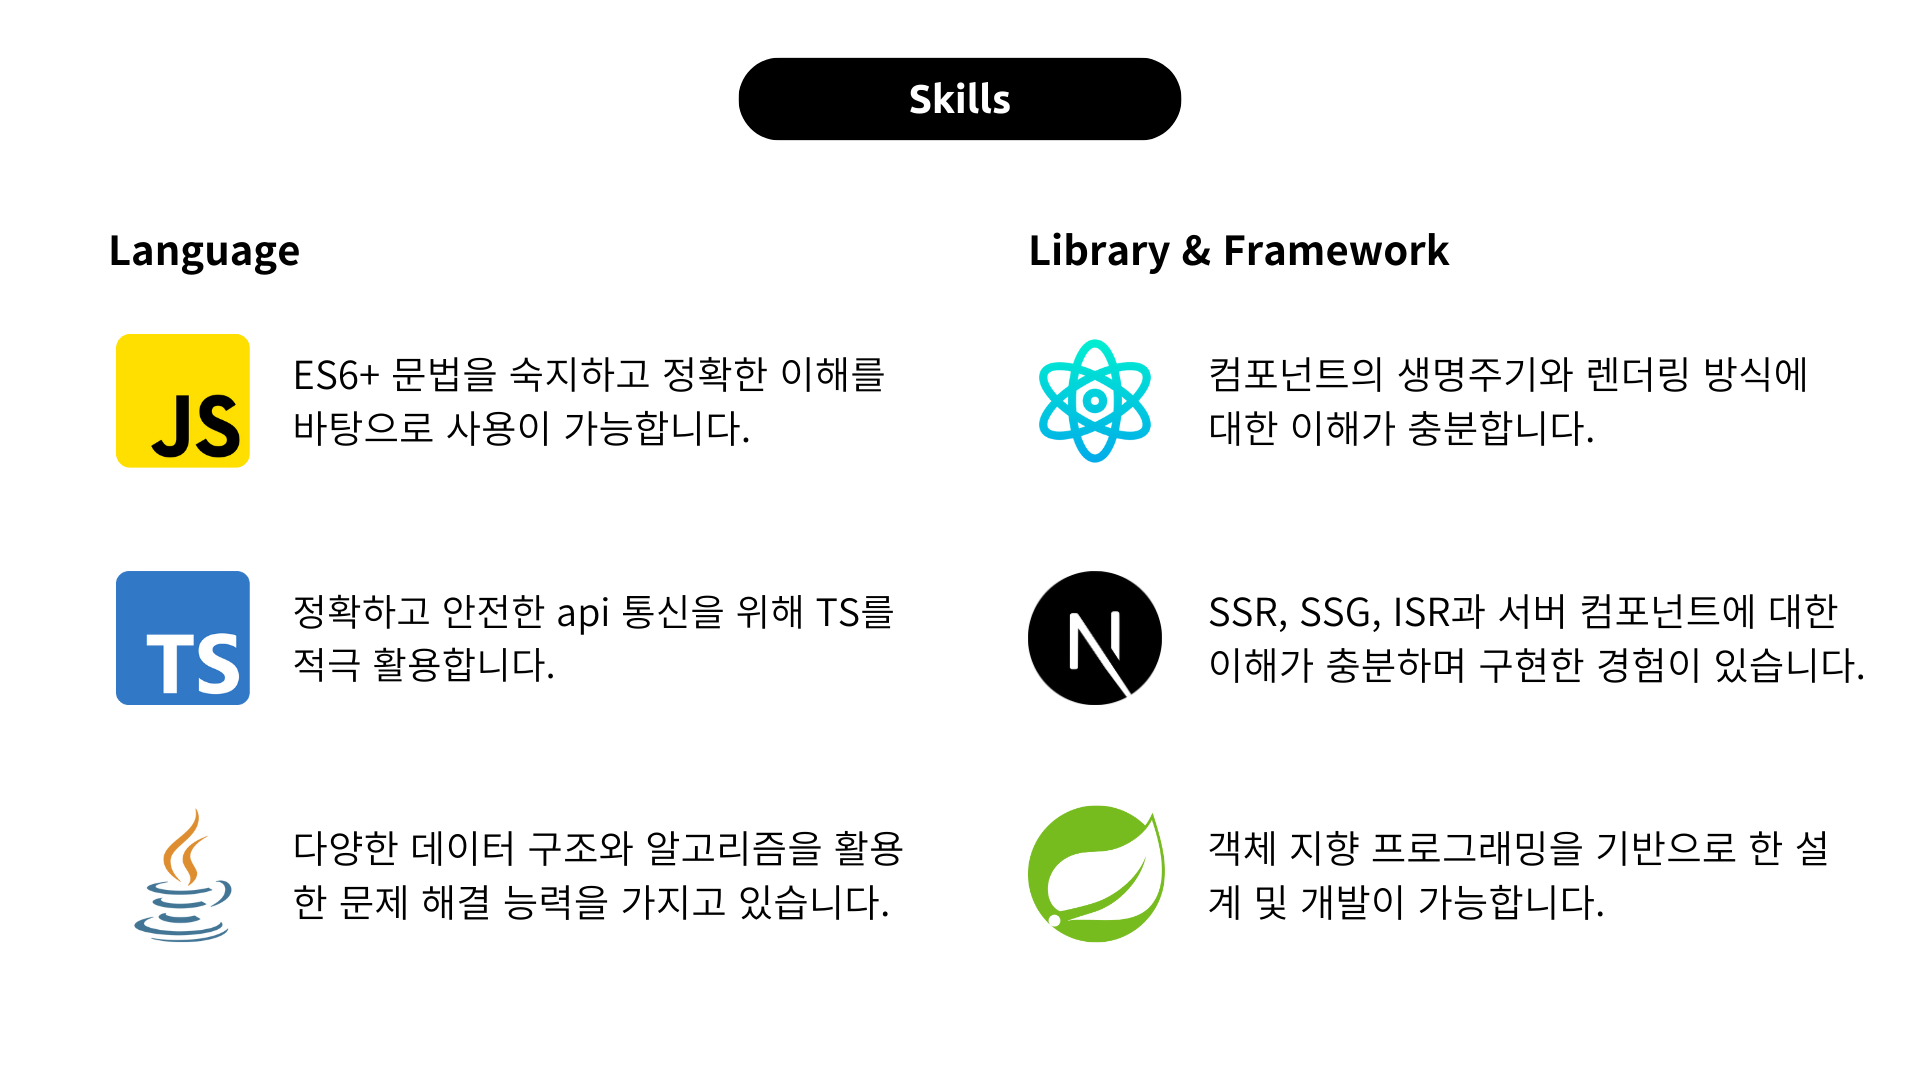 Skills
Language
JS
ES6+ 문법을 숙지하고 정확한 이해를
바탕으로 사용이 가능합니다.
TS
정확하고 안전한 api 통신을 위해 TS를
적극 활용합니다.
다양한 데이터 구조와 알고리즘을 활용
한 문제 해결 능력을 가지고 있습니다.
Library & Framework
컴포넌트의 생명주기와 렌더링 방식에
대한 이해가 충분합니다.
N
SSR, SSG, ISR과 서버 컴포넌트에 대한
이해가 충분하며 구현한 경험이 있습니다.
객체 지향 프로그래밍을 기반으로 한 설
계 및 개발이 가능합니다.